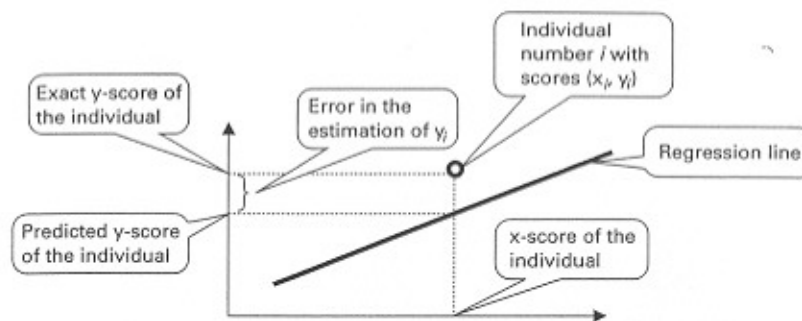 Individual
number i with
scores (xi, yi)
Exact y-score of
the individual
Error in the
estimation of yi
Regression line
Predicted y-score
of the individual
x-score of the
individual